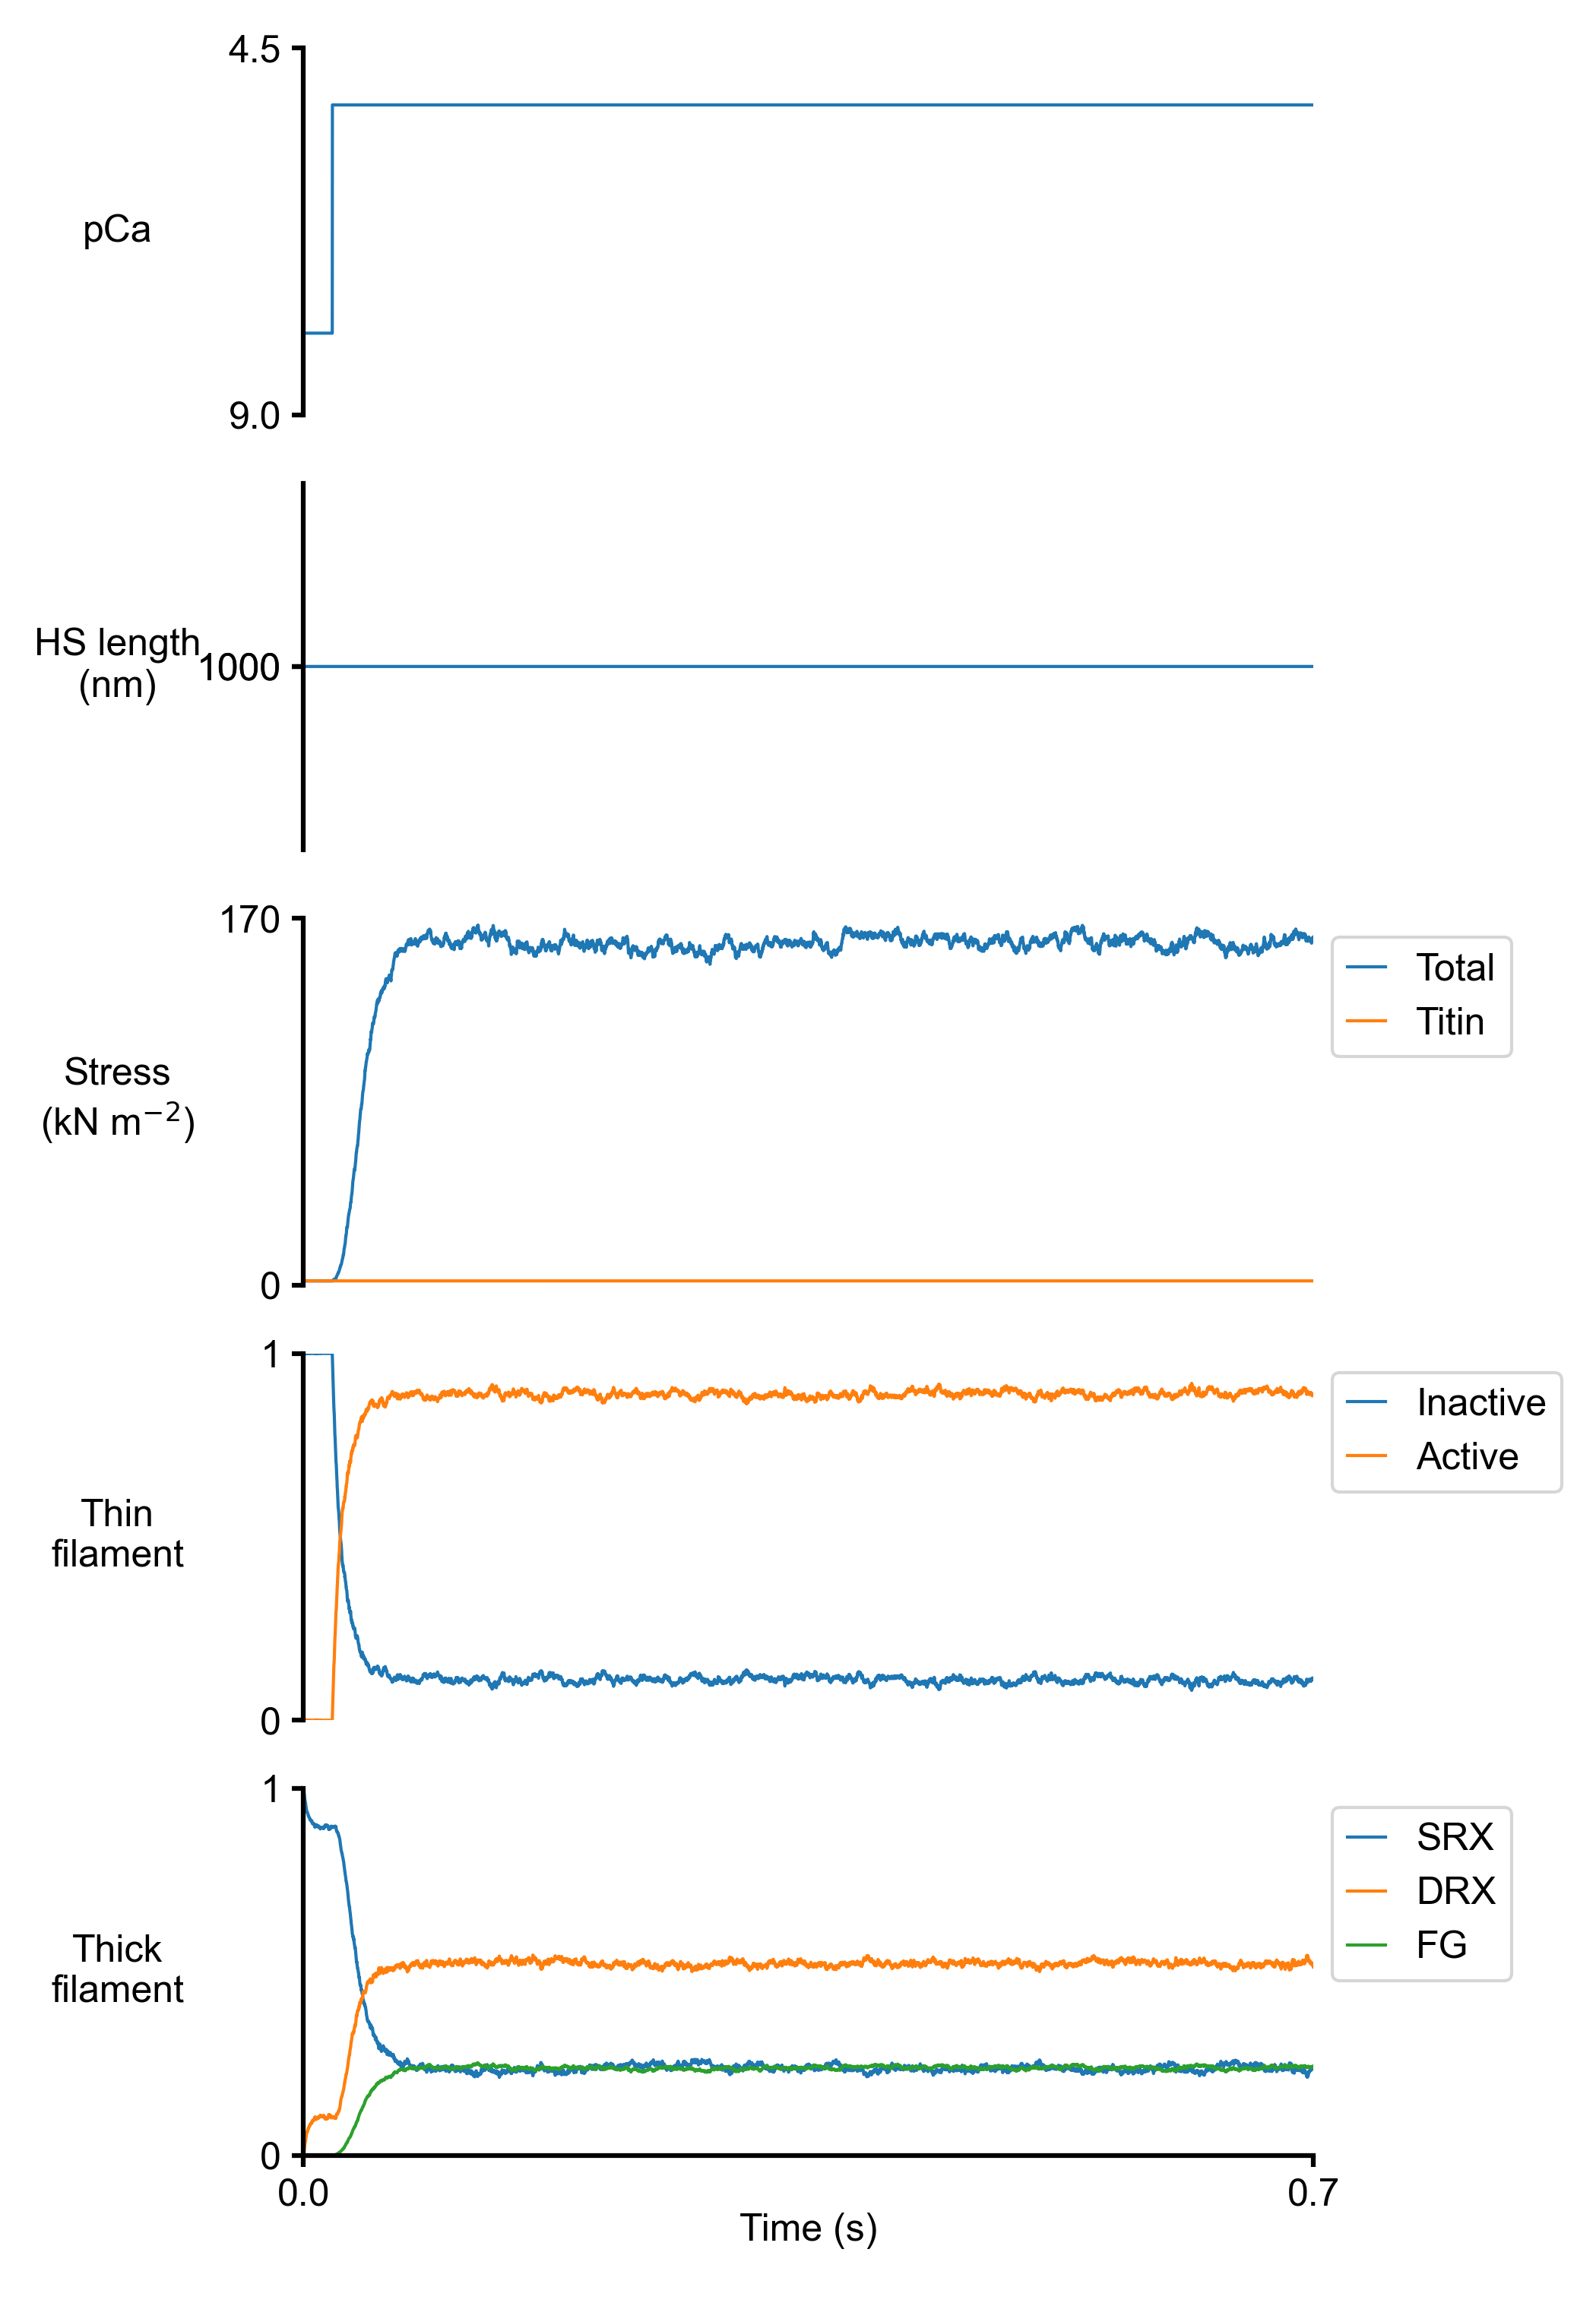 4.5
pCa
9.0
HS length
(nm)
1000
170
Stress
(kN m⁻²)
0
Total
Titin
1
Thin
filament
0
Inactive
Active
1
Thick
filament
0
SRX
DRX
FG
0.0
0.7
Time (s)